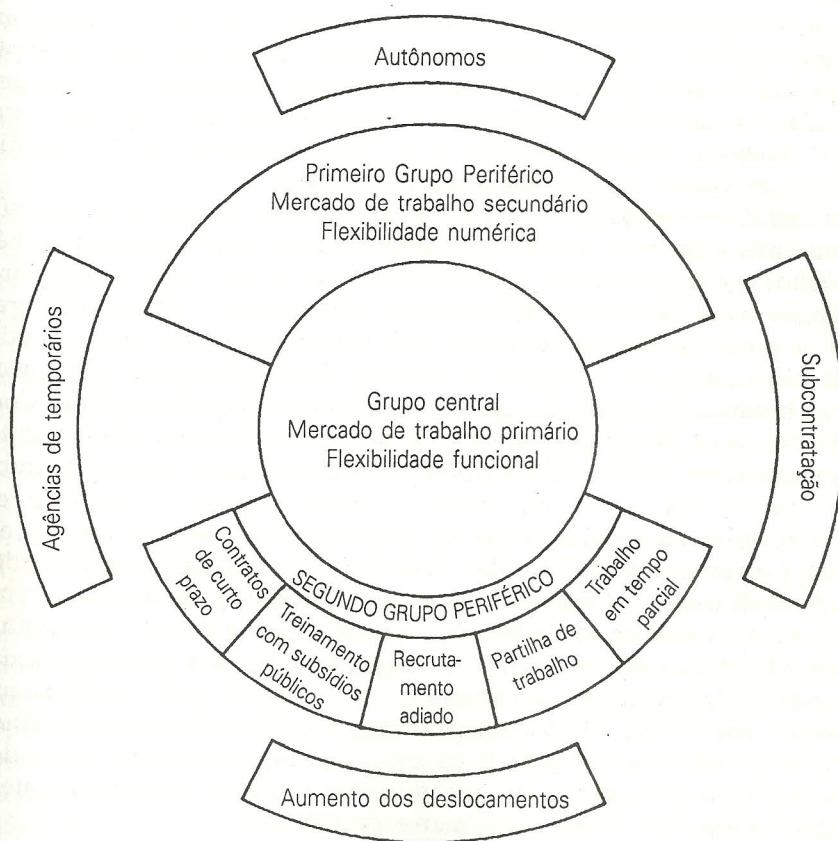 Autônomos
Primeiro Grupo Periférico
Mercado de trabalho secundário
Flexibilidade numérica
Agências de temporários
Subcontratação
Grupo central
Mercado de trabalho primário
Flexibilidade funcional
SEGUNDO GRUPO PERIFÉRICO
Contratos
de curto
prazo
Treinamento
com subsídios
públicos
Recruta-
mento
adiado
Partilha de
trabalho
Trabalho
em tempo
parcial
Aumento dos deslocamentos